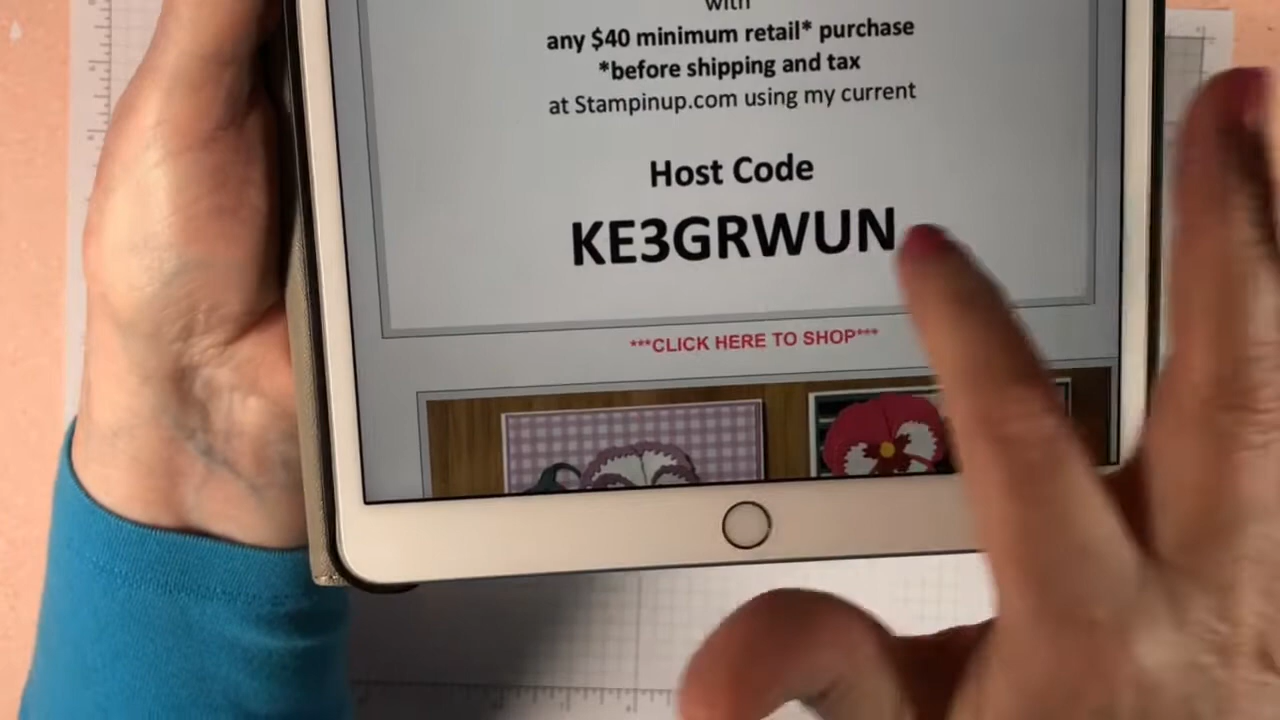 with
any $40 minimum retail* purchase
*before shipping and tax
at Stampinup.com using my current
Host Code
KE3GRWUN
***CLICK HERE TO SHOP***